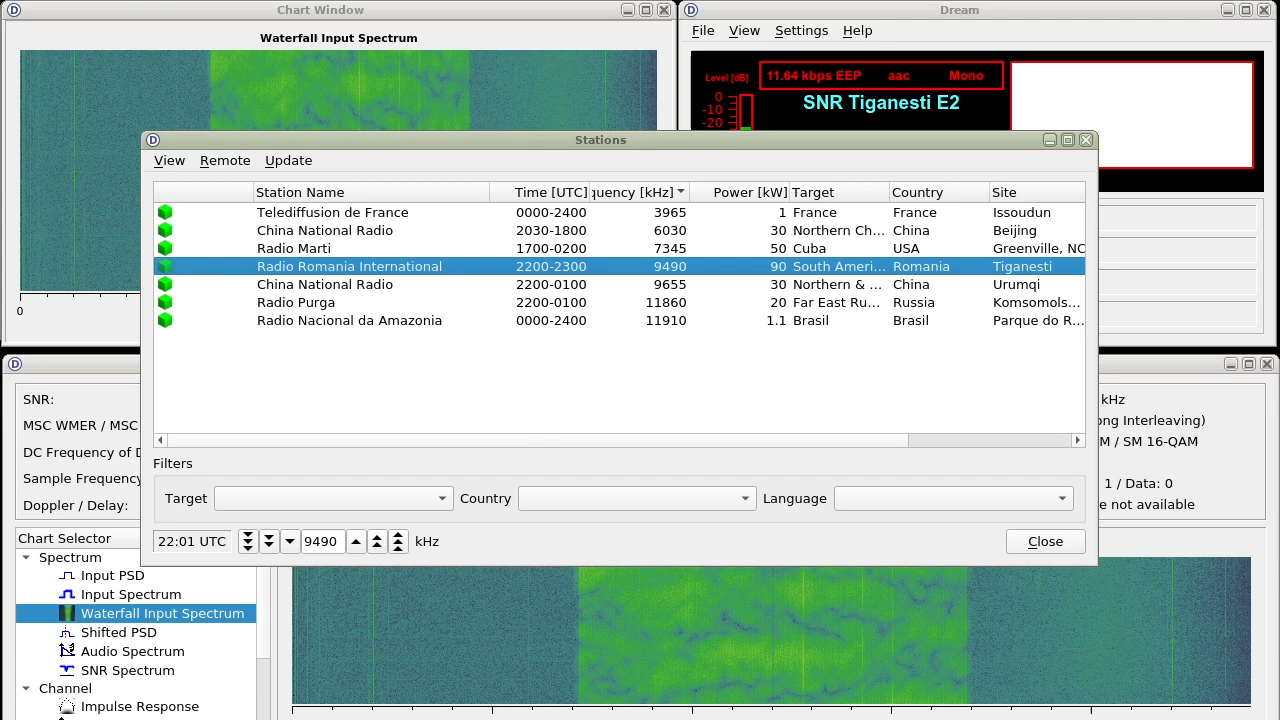 Chart Window
Dream
Waterfall Input Spectrum
File View Settings Help
Level [dB]
11.64 kbps EEP aac Mono
0
-10
-20
SNR Tiganesti E2
0
Stations
View Remote Update
Station Name Time [UTC] quency [kHz] Power [kW] Target Country Site
Telediffusion de France 0000-2400 3965 1 France France Issoudun
China National Radio 2030-1800 6030 30 Northern Ch... China Beijing
Radio Marti 1700-0200 7345 50 Cuba USA Greenville, NC
Radio Romania International 2200-2300 9490 90 South Ameri... Romania Tiganesti
China National Radio 2200-0100 9655 30 Northern & ... China Urumqi
Radio Purga 2200-0100 11860 20 Far East Ru... Russia Komsomols...
Radio Nacional da Amazonia 0000-2400 11910 1.1 Brasil Brasil Parque do R...
Filters
Target Country Language
22:01 UTC 9490 kHz Close
SNR: kHz
MSC WMER / MSC ong Interleaving)
DC Frequency of D M / SM 16-QAM
Sample Frequency 1 / Data: 0
Doppler / Delay: e not available
Chart Selector
Spectrum
Input PSD
Input Spectrum
Waterfall Input Spectrum
Shifted PSD
Audio Spectrum
SNR Spectrum
Channel
Impulse Response